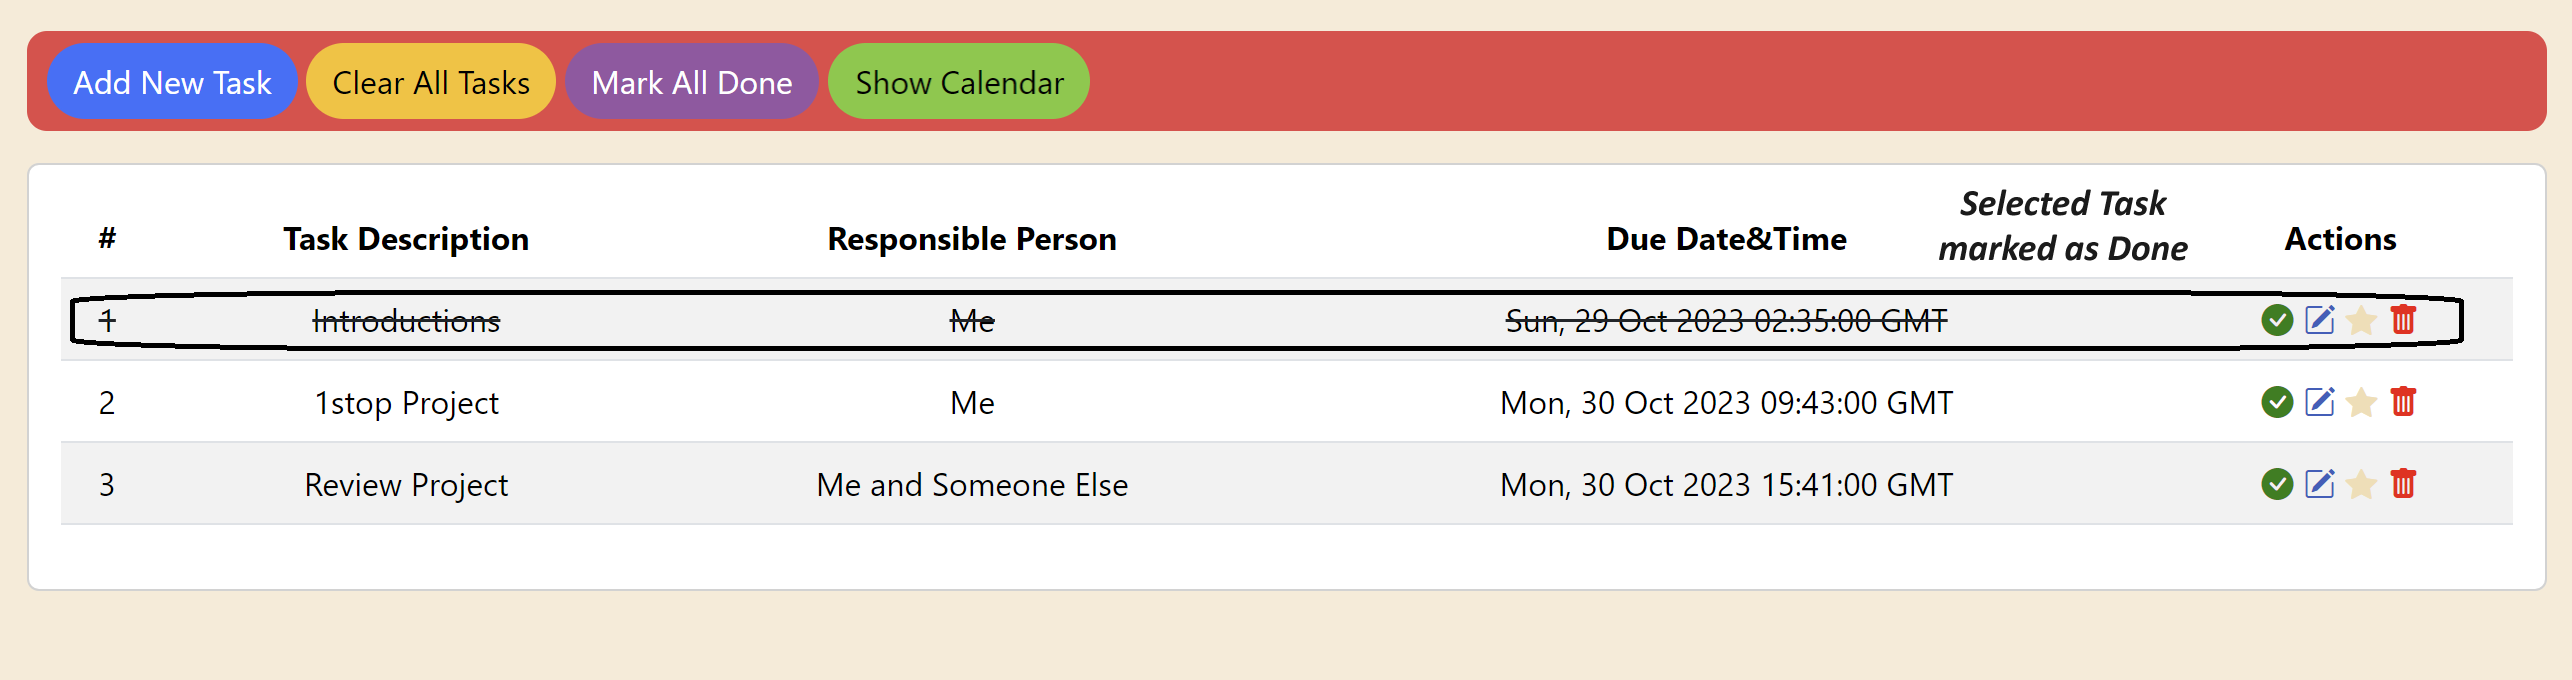 Add New Task Clear All Tasks Mark All Done Show Calendar
Selected Task
marked as Done
# Task Description Responsible Person Due Date&Time Actions
1 Introductions Me Sun, 29 Oct 2023 02:35:00 GMT
2 1stop Project Me Mon, 30 Oct 2023 09:43:00 GMT
3 Review Project Me and Someone Else Mon, 30 Oct 2023 15:41:00 GMT